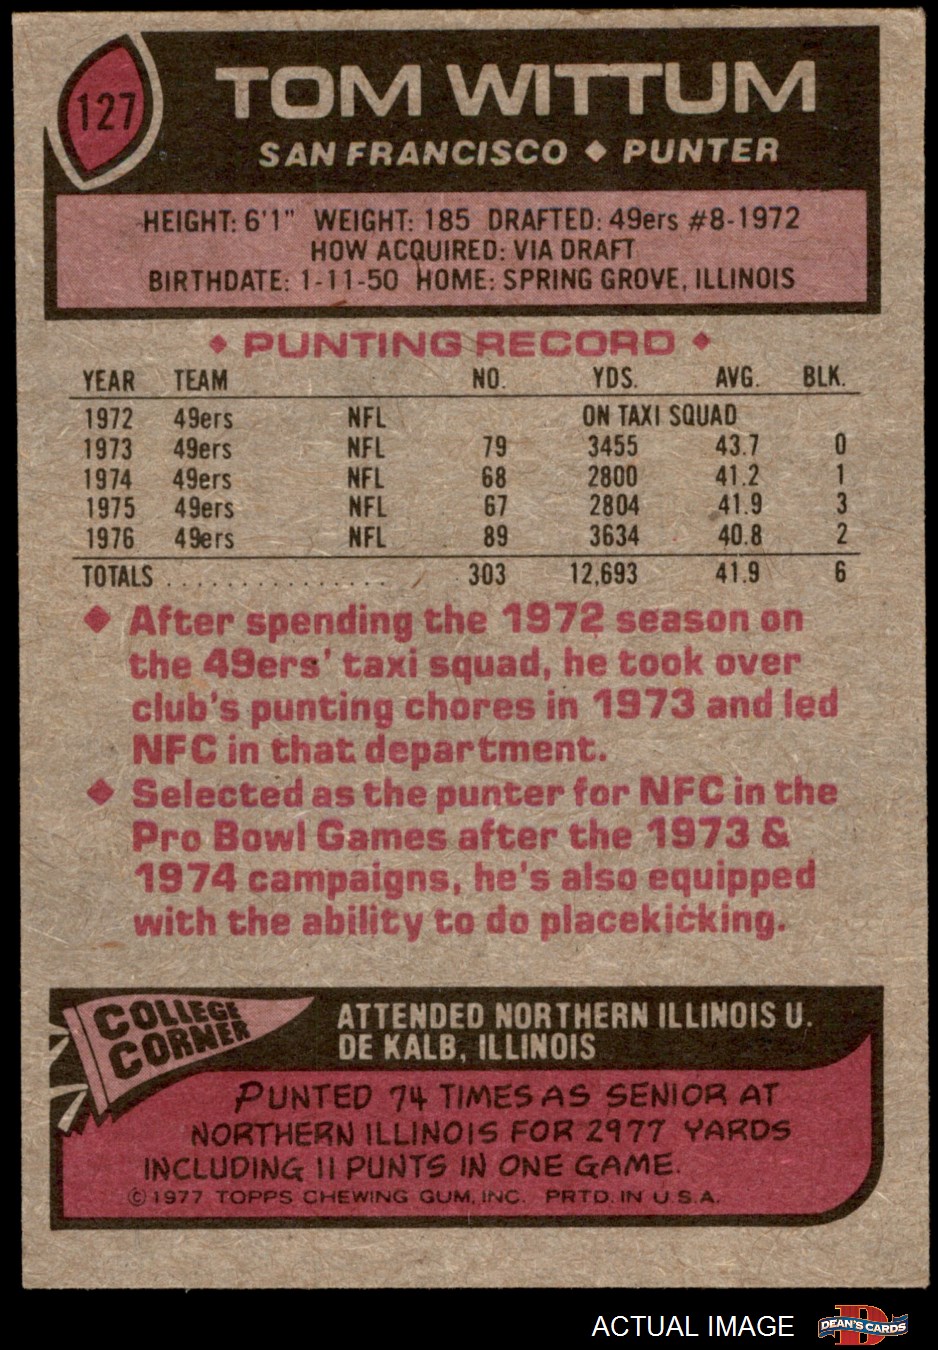 127
TOM WITTUM
SAN FRANCISCO ◆ PUNTER
HEIGHT: 6'1" WEIGHT: 185 DRAFTED: 49ers #8-1972
HOW ACQUIRED: VIA DRAFT
BIRTHDATE: 1-11-50 HOME: SPRING GROVE, ILLINOIS
◆ PUNTING RECORD ◆
YEAR TEAM NO. YDS. AVG. BLK.
1972 49ers NFL ON TAXI SQUAD
1973 49ers NFL 79 3455 43.7 0
1974 49ers NFL 68 2800 41.2 1
1975 49ers NFL 67 2804 41.9 3
1976 49ers NFL 89 3634 40.8 2
TOTALS . . . . . . . . . . . . . . . . 303 12,693 41.9 6
◆ After spending the 1972 season on
the 49ers' taxi squad, he took over
club's punting chores in 1973 and led
NFC in that department.
◆ Selected as the punter for NFC in the
Pro Bowl Games after the 1973 &
1974 campaigns, he's also equipped
with the ability to do placekicking.
COLLEGE
CORNER
ATTENDED NORTHERN ILLINOIS U.
DE KALB, ILLINOIS
PUNTED 74 TIMES AS SENIOR AT
NORTHERN ILLINOIS FOR 2977 YARDS
INCLUDING 11 PUNTS IN ONE GAME.
© 1977 TOPPS CHEWING GUM, INC. PRTD. IN U.S.A.
ACTUAL IMAGE
D
DEAN'S CARDS